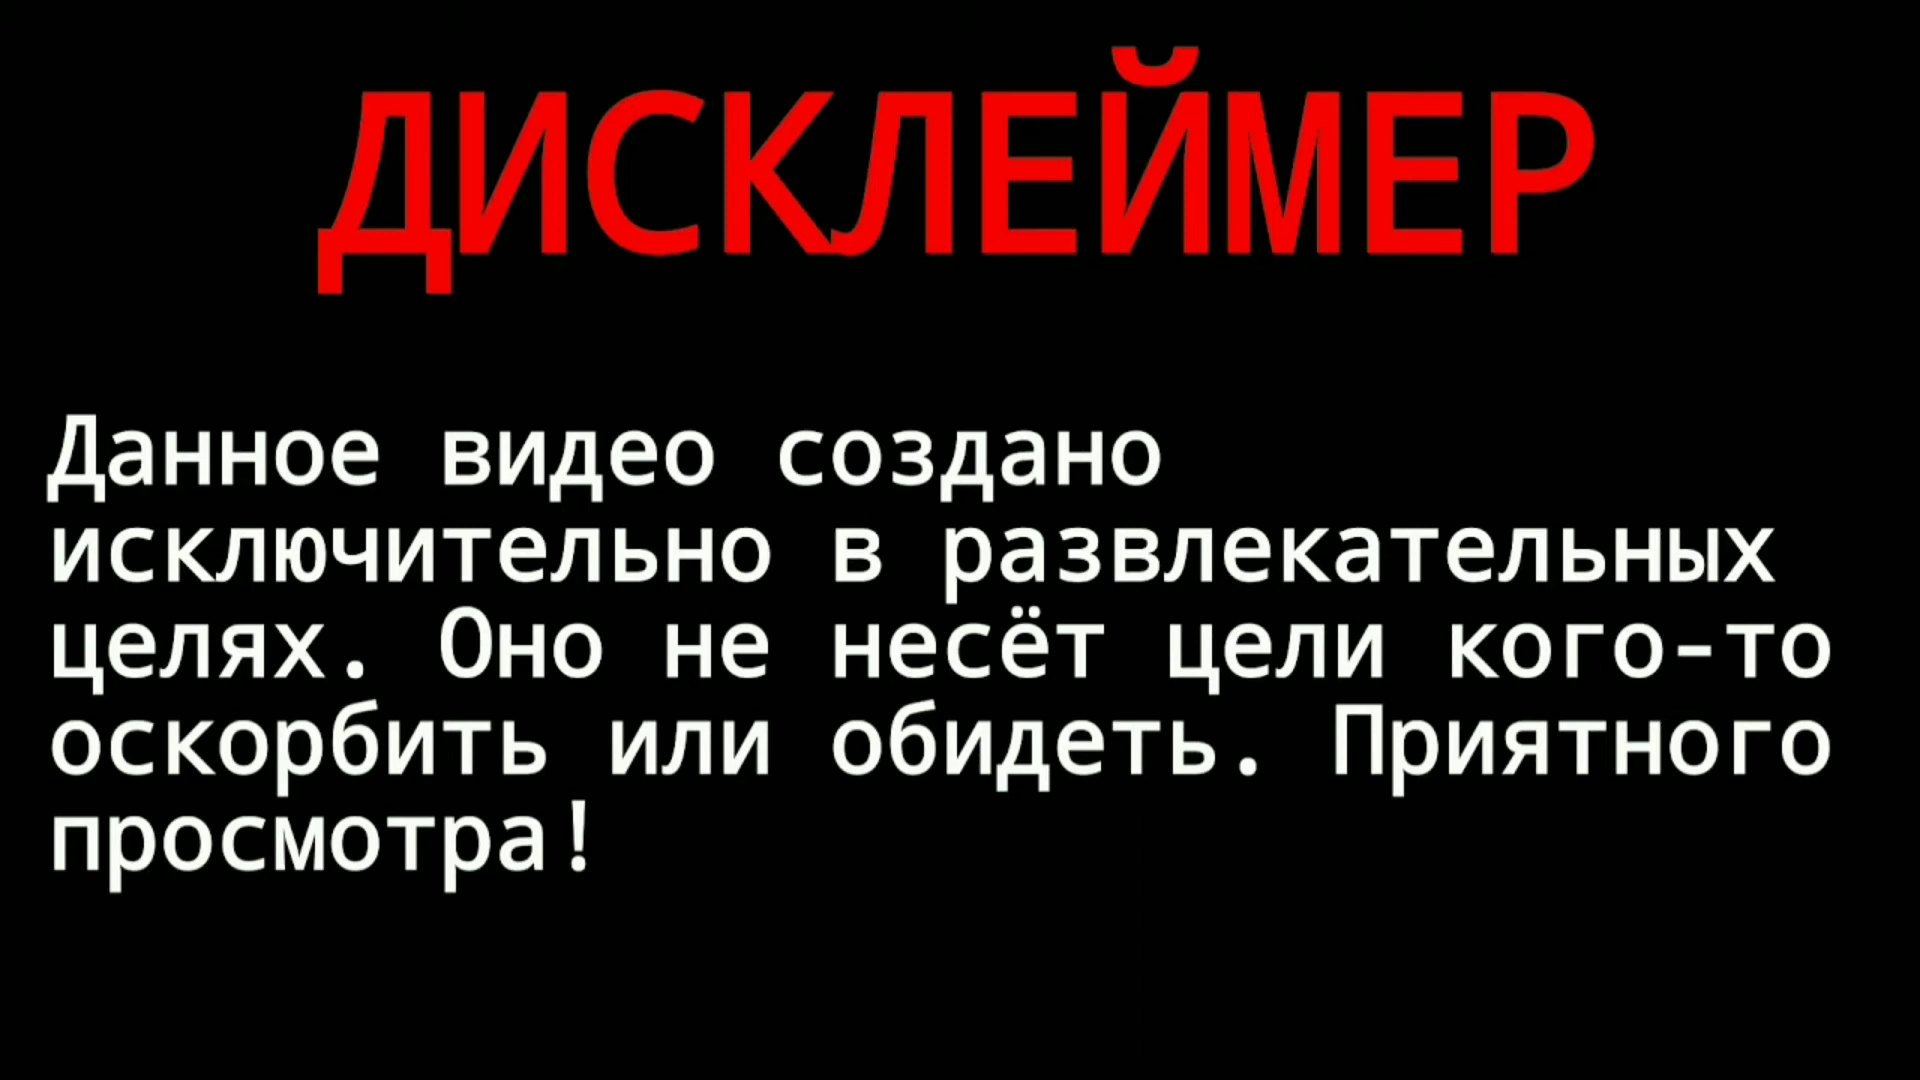 ДИСКЛЕЙМЕР
Данное видео создано
исключительно в развлекательных
целях. Оно не несёт цели кого-то
оскорбить или обидеть. Приятного
просмотра!